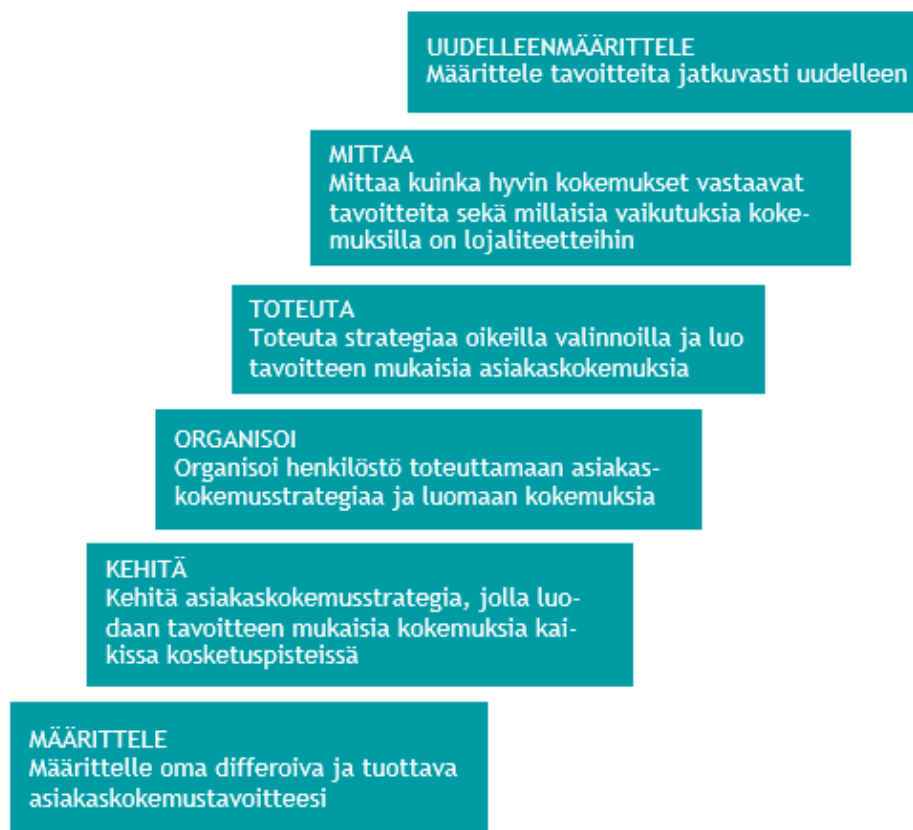 UUDELLEENMÄÄRITTELE
Määrittele tavoitteita jatkuvasti uudelleen
MITTAA
Mittaa kuinka hyvin kokemukset vastaavat
tavoitteita sekä millaisia vaikutuksia koke-
muksilla on lojaliteetteihin
TOTEUTA
Toteuta strategiaa oikeilla valinnoilla ja luo
tavoitteen mukaisia asiakaskokemuksia
ORGANISOI
Organisoi henkilöstö toteuttamaan asiakas-
kokemusstrategiaa ja luomaan kokemuksia
KEHITÄ
Kehitä asiakaskokemusstrategia, jolla luo-
daan tavoitteen mukaisia kokemuksia kai-
kissa kosketuspisteissä
MÄÄRITTELE
Määrittelle oma differoiva ja tuottava
asiakaskokemustavoitteesi